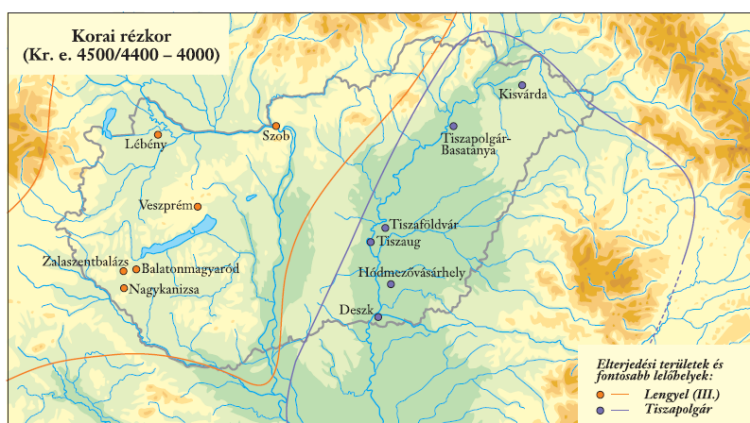 Korai rézkor
(Kr. e. 4500/4400 – 4000)
Kisvárda
Szob
Lébény
Tiszapolgár-
Basatanya
Veszprém
Tiszaföldvár
Tiszaug
Zalaszentbalázs
Balatonmagyaród
Hódmezővásárhely
Nagykanizsa
Deszk
Elterjedési területek és
fontosabb lelőhelyek:
Lengyel (III.)
Tiszapolgár